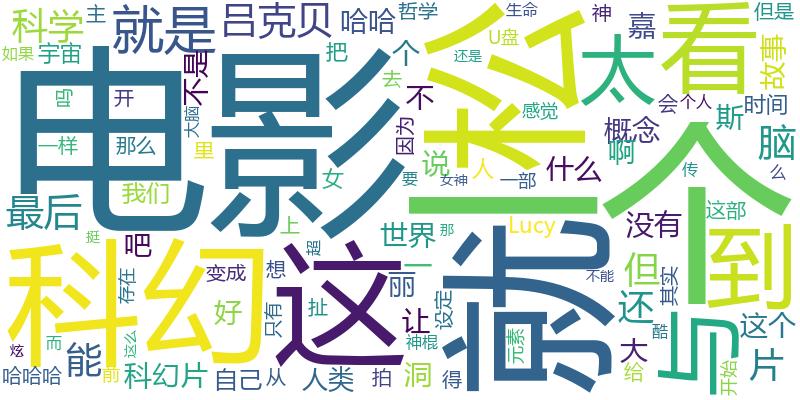 科学 主 就是 吕克贝 哈哈 哲学 生命 神 但是
如果 宇宙 不是 把 个 U盘 嘉 看 故事
电影 吗 开 大脑 去 还是 松 太 会 个人 时间
一样 那么 里 不 因为 感觉 概念 斯 脑
我们 女 说 人 什么 啊 一个 传 么
最后 上 要 女神 一部 没有 这部
吧 世界 那 Lucy 到
挺 科幻 这 超 一 就 但 其实
存在 变成 想 丽 设定 不能 还 与 这个
炫 而 这么 好 只有 扯 让 元素 酷
能 神棍 大 片
哈哈哈 前 科幻片 自己 从 人类 拍 洞 得 给 开始